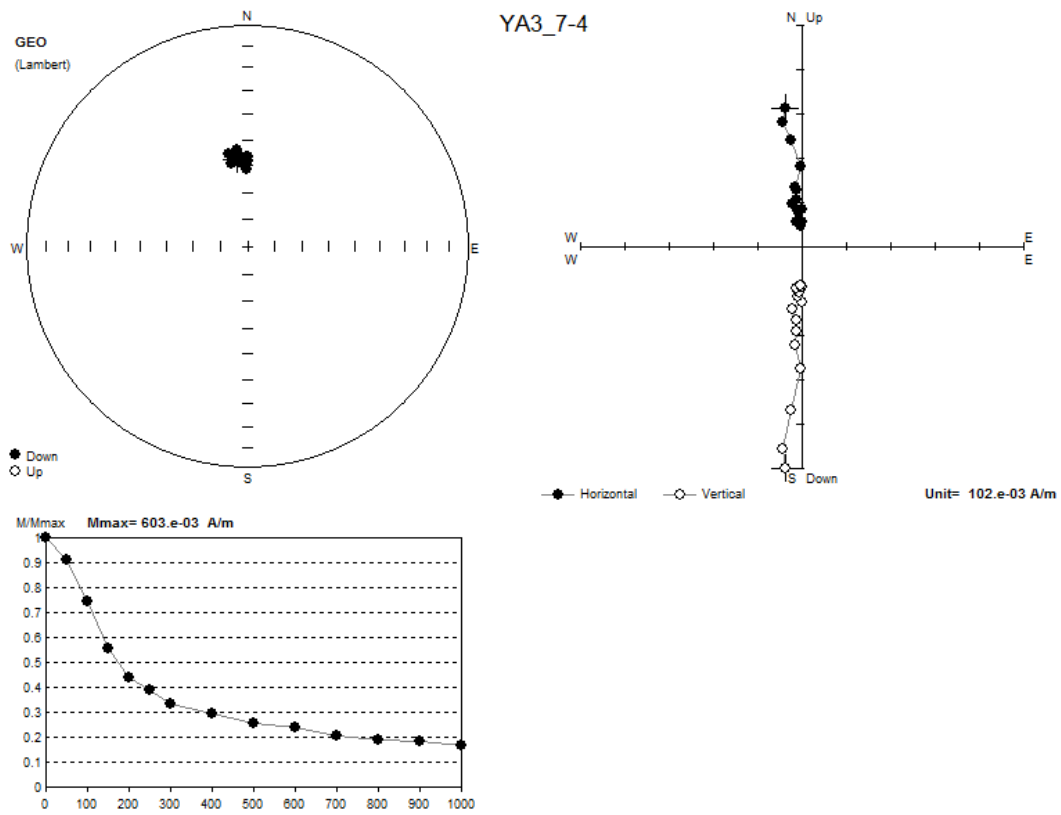 YA3_7-4
GEO
(Lambert)
N
W
E
S
Down
Up
N Up
W
E
W
E
S Down
Horizontal
Vertical
Unit= 102.e-03 A/m
M/Mmax
Mmax= 603.e-03 A/m
1
0.9
0.8
0.7
0.6
0.5
0.4
0.3
0.2
0.1
0
0 100 200 300 400 500 600 700 800 900 1000